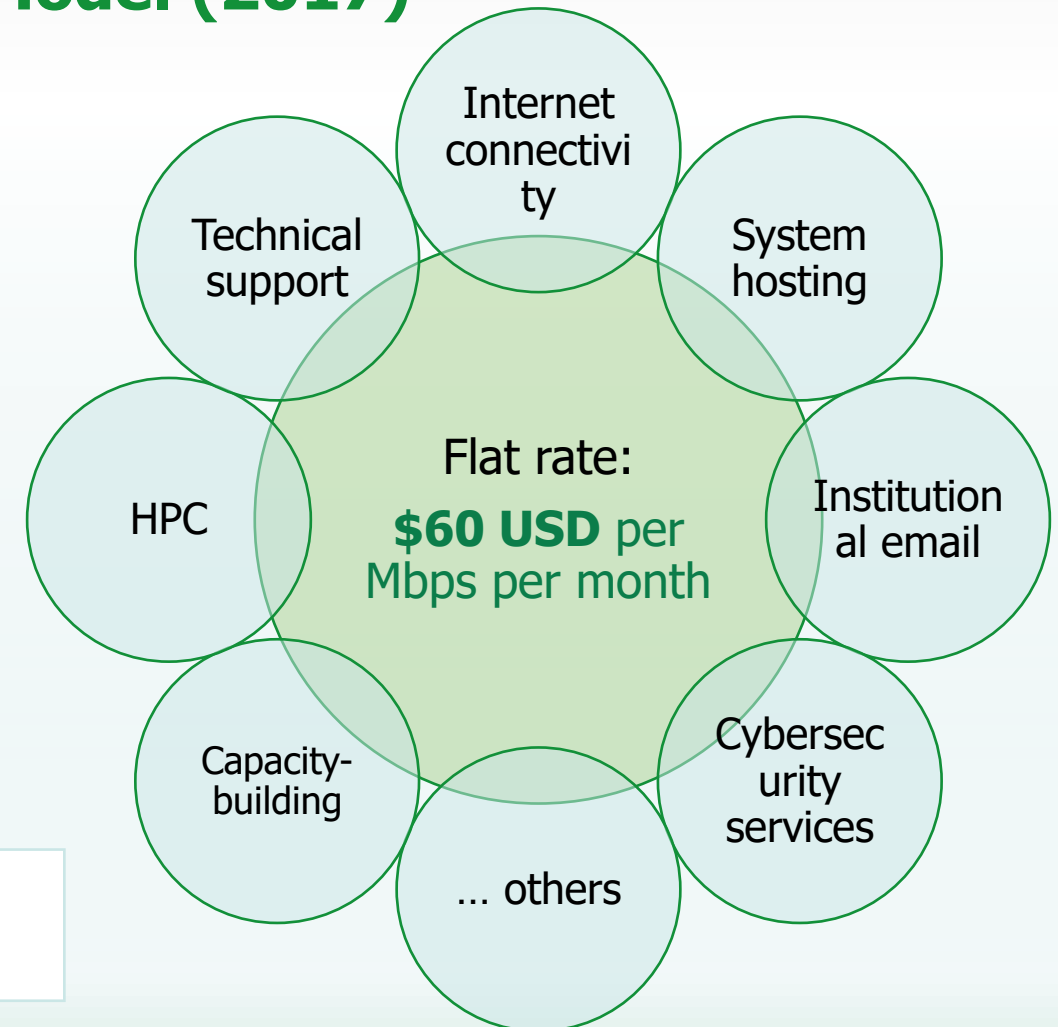 (2017)
Internet
connectivi
ty
Technical
support
System
hosting
HPC
Flat rate:
$60 USD per
Mbps per month
Institution
al email
Capacity-
building
Cybersec
urity
services
… others